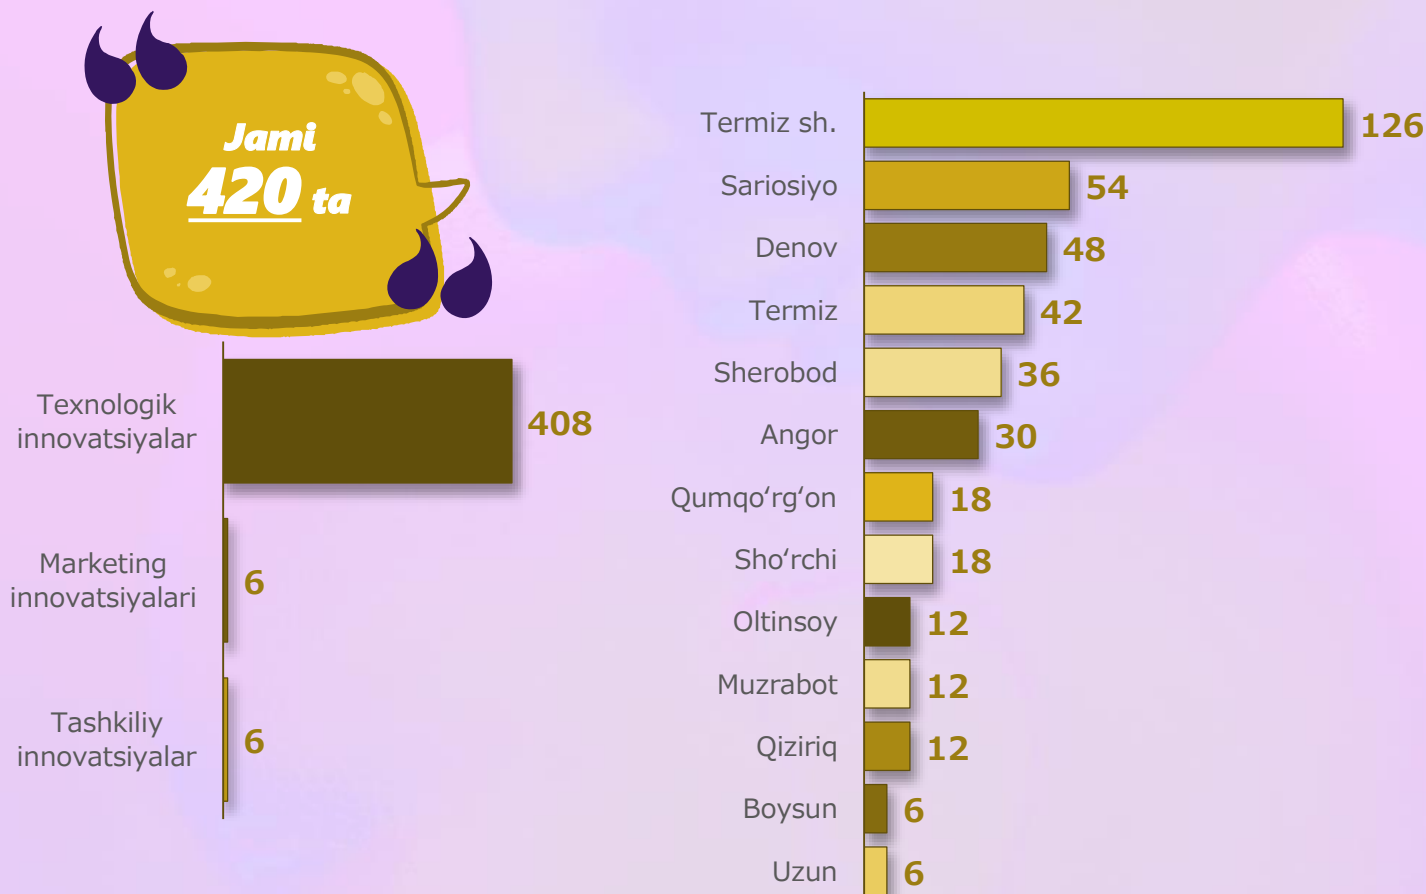 Jami
420 ta
Texnologik
innovatsiyalar
408
Marketing
innovatsiyalari
6
Tashkiliy
innovatsiyalar
6
Termiz sh.
126
Sariosiyo
54
Denov
48
Termiz
42
Sherobod
36
Angor
30
Qumqo‘rg‘on
18
Sho‘rchi
18
Oltinsoy
12
Muzrabot
12
Qiziriq
12
Boysun
6
Uzun
6